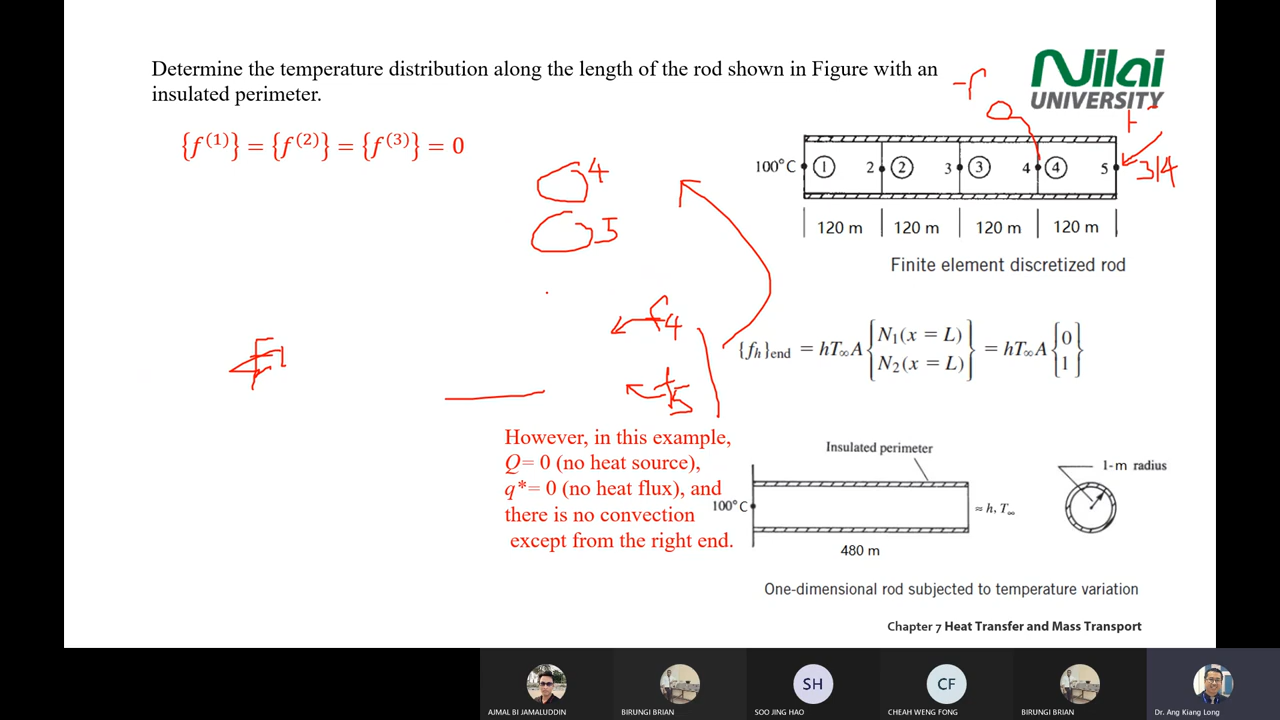 Determine the temperature distribution along the length of the rod shown in Figure with an
insulated perimeter.
{f⁽¹⁾} = {f⁽²⁾} = {f⁽³⁾} = 0
Nilai
UNIVERSITY
4
5
f4
f5
314
100°C 1 2 2 3 3 4 4 5
120 m 120 m 120 m 120 m
Finite element discretized rod
{fₕ}end = hT∞A {N₁(x = L) N₂(x = L)} = hT∞A {0 1}
However, in this example,
Q= 0 (no heat source),
q*= 0 (no heat flux), and
there is no convection
except from the right end.
Insulated perimeter
1-m radius
100°C
≈ h, T∞
480 m
One-dimensional rod subjected to temperature variation
Chapter 7 Heat Transfer and Mass Transport
SH CF
AJMAL BI JAMALUDDIN BIRUNGI BRIAN SOO JING HAO CHEAH WENG FONG BIRUNGI BRIAN Dr. Ang Kiang Long